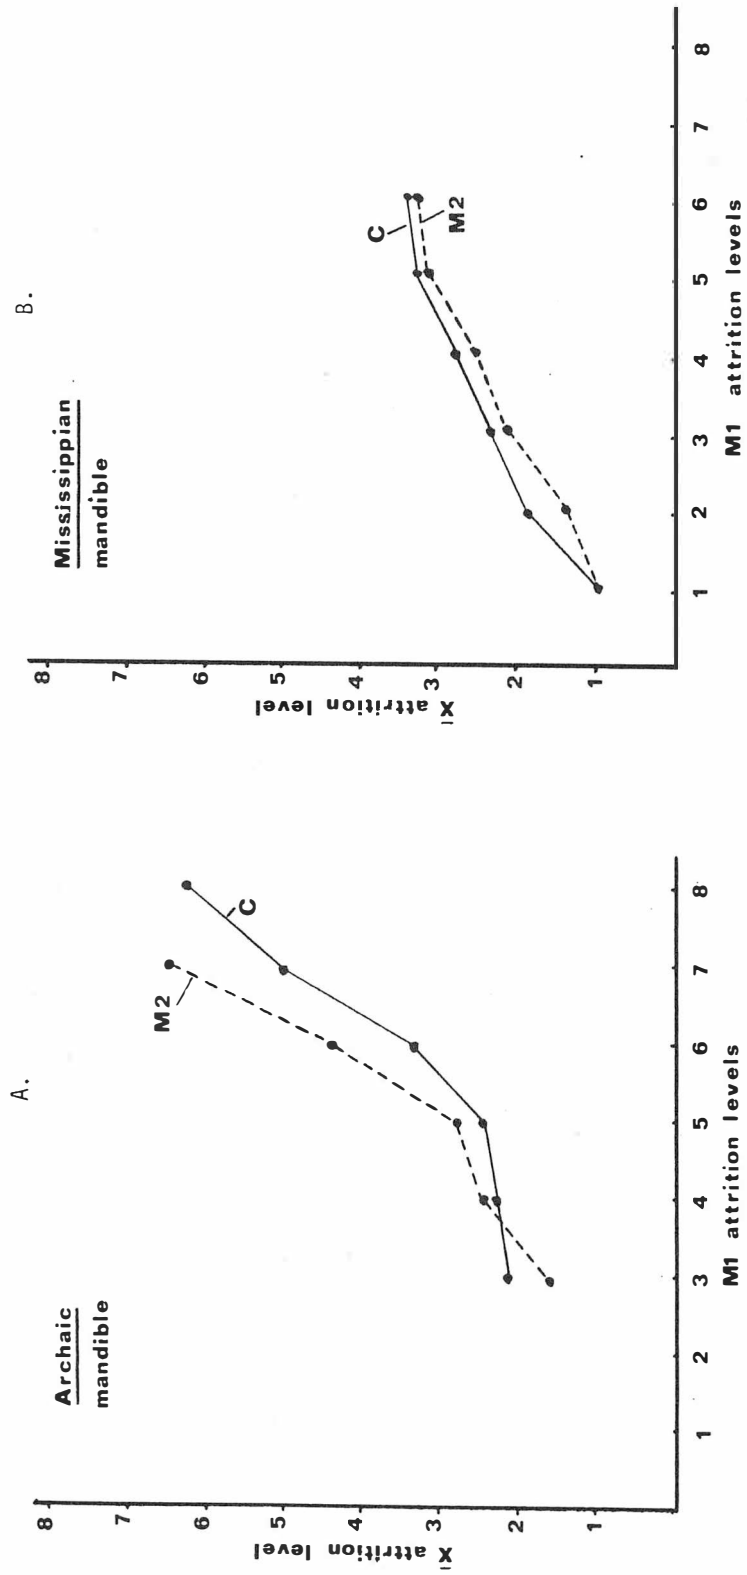 A.
Archaic
mandible
X̄ attrition level
8
7
6
5
4
3
2
1
M2
C
1 2 3 4 5 6 7 8
M1 attrition levels
B.
Mississippian
mandible
X̄ attrition level
8
7
6
5
4
3
2
1
C
M2
1 2 3 4 5 6 7 8
M1 attrition levels